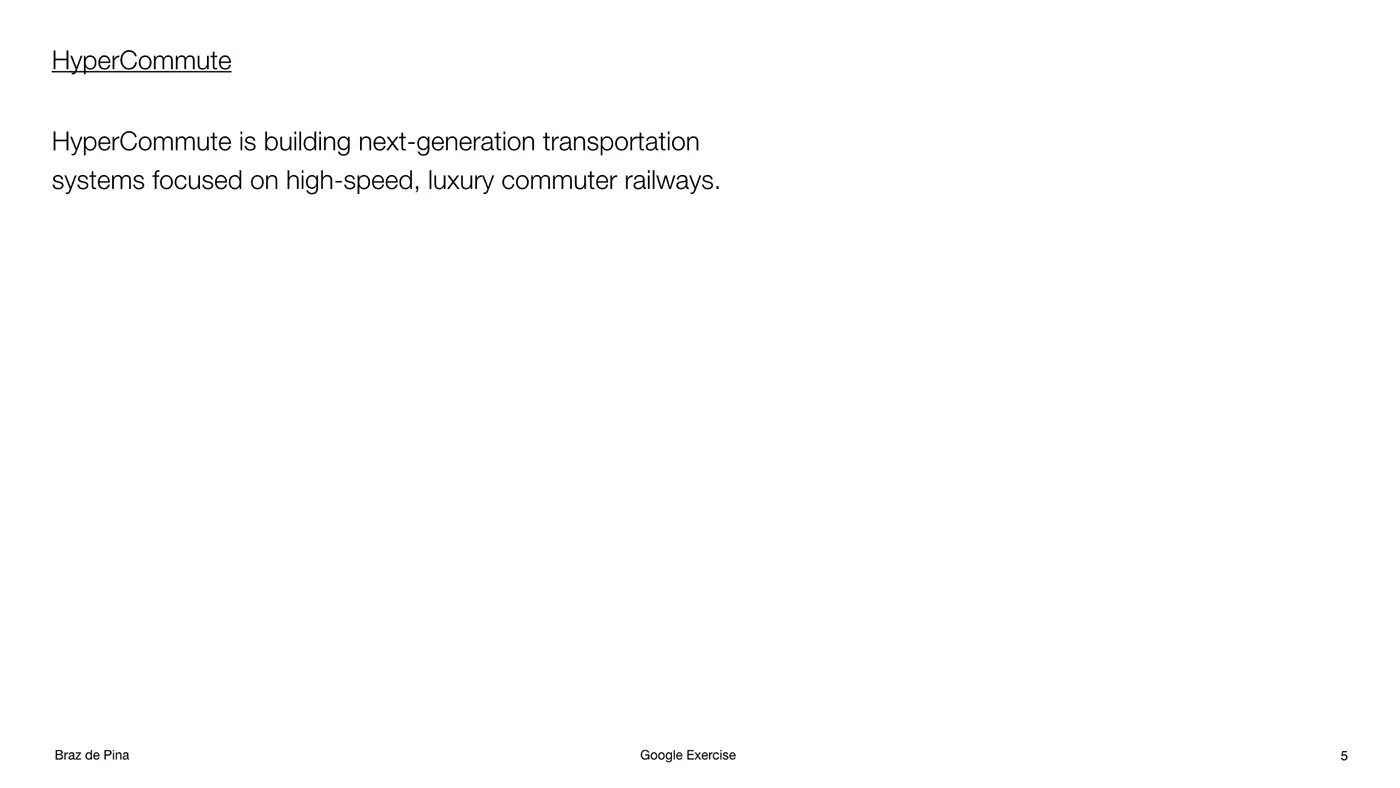 HyperCommute
HyperCommute is building next-generation transportation
systems focused on high-speed, luxury commuter railways.
Braz de Pina
Google Exercise
5